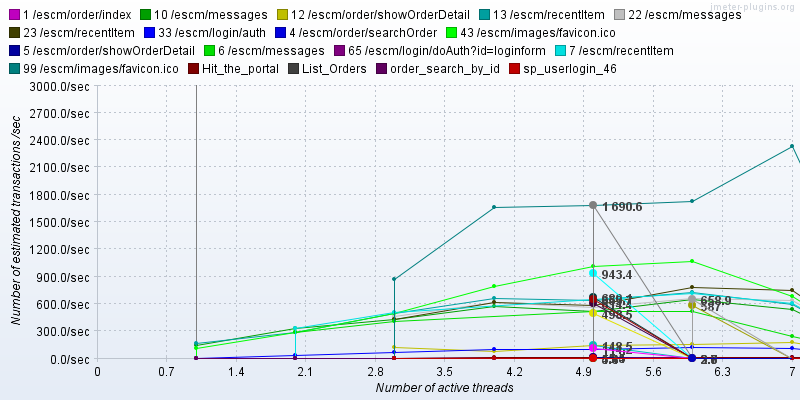 jmeter-plugins.org
1 /escm/order/index 10 /escm/messages 12 /escm/order/showOrderDetail 13 /escm/recentItem 22 /escm/messages
23 /escm/recentItem 33 /escm/login/auth 4 /escm/order/searchOrder 43 /escm/images/favicon.ico
5 /escm/order/showOrderDetail 6 /escm/messages 65 /escm/login/doAuth?id=loginform 7 /escm/recentItem
99 /escm/images/favicon.ico Hit_the_portal List_Orders order_search_by_id sp_userlogin_46
Number of estimated transactions /sec
3000.0/sec
2700.0/sec
2400.0/sec
2100.0/sec
1800.0/sec
1500.0/sec
1200.0/sec
900.0/sec
600.0/sec
300.0/sec
0.0/sec
1 690.6
943.4
658.9
587
498.5
148.5
0 0.7 1.4 2.1 2.8 3.5 4.2 4.9 5.6 6.3 7
Number of active threads